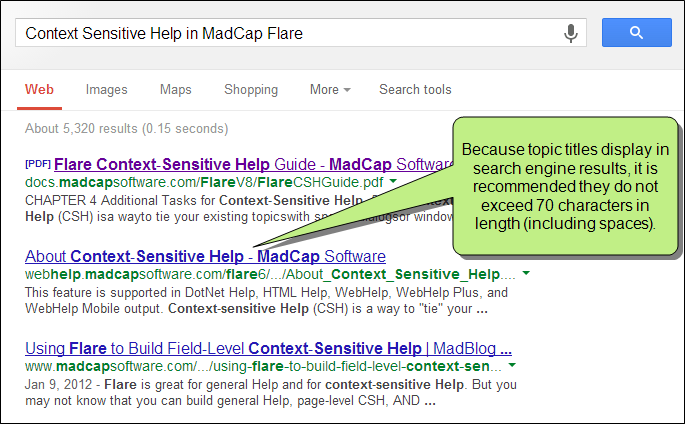 Context Sensitive Help in MadCap Flare
Web Images Maps Shopping More Search tools
About 5,320 results (0.15 seconds)
[PDF] Flare Context-Sensitive Help Guide - MadCap Software
docs.madcapsoftware.com/FlareV8/FlareCSHGuide.pdf
CHAPTER 4 Additional Tasks for Context-Sensitive Help.
Help (CSH) is a wayto tie your existing topicswith window
About Context-Sensitive Help - MadCap Software
webhelp.madcapsoftware.com/flare6/.../About_Context_Sensitive_Help....
This feature is supported in DotNet Help, HTML Help, WebHelp, WebHelp Plus, and
WebHelp Mobile output. Context-sensitive Help (CSH) is a way to "tie" your ...
Using Flare to Build Field-Level Context-Sensitive Help | MadBlog ...
www.madcapsoftware.com/.../using-flare-to-build-field-level-context-sen...
Jan 9, 2012 - Flare is great for general Help and for context-sensitive Help. But you
may not know that you can build general Help, page-level CSH, AND ...
Because topic titles display in
search engine results, it is
recommended they do not
exceed 70 characters in
length (including spaces).